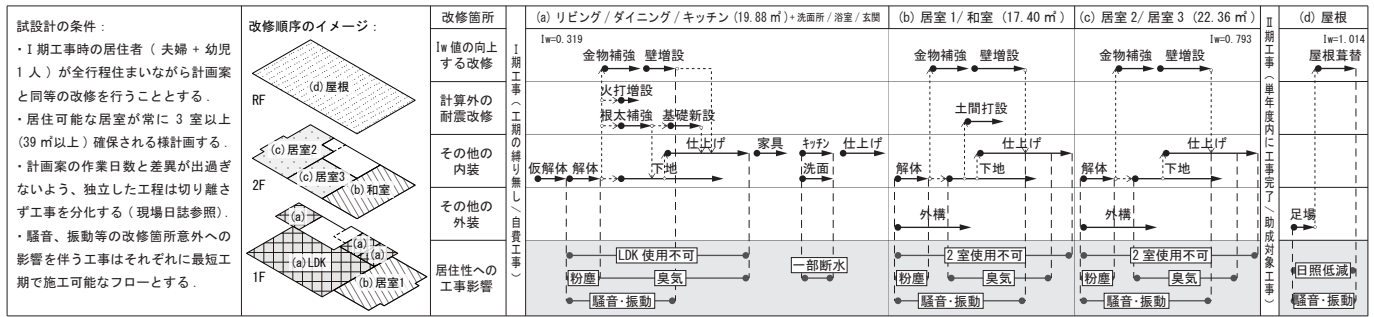 試設計の条件：
・Ⅰ期工事時の居住者（夫婦＋幼児
1人）が全行程住まいながら計画案
と同等の改修を行うこととする．
・居住可能な居室が常に3室以上
(39㎡以上)確保される様計画する．
・計画案の作業日数と差異が出過ぎ
ないよう、独立した工程は切り離さ
ず工事を分化する（現場日誌参照）．
・騒音、振動等の改修箇所意外への
影響を伴う工事はそれぞれに最短工
期で施工可能なフローとする．
改修順序のイメージ：
(d)屋根
RF
(c)居室2
(c)居室3
(b)和室
2F
(a)
(a)
(a)
(a)LDK
(b)居室1
1F
改修箇所
Iw値の向上
する改修
計算外の
耐震改修
その他の
内装
その他の
外装
居住性への
工事影響
Ⅰ期工事（工期の縛り無し／自費工事）
(a) リビング/ダイニング/キッチン(19.88㎡)+洗面所/浴室/玄関
Iw=0.319
金物補強 壁増設
火打増設
根太補強 基礎新設
仕上げ 家具 キッチン 仕上げ
仮解体 解体 下地 洗面
LDK使用不可
一部断水
粉塵 臭気
騒音・振動
(b) 居室1/和室 (17.40㎡)
金物補強 壁増設
土間打設
仕上げ
解体 下地
外構
2室使用不可
粉塵 臭気
騒音・振動
(c) 居室2/居室3 (22.36㎡)
Iw=0.793
金物補強 壁増設
仕上げ
解体 下地
外構
2室使用不可
粉塵 臭気
騒音・振動
Ⅱ期工事（単年度内に工事完了／助成対象工事）
(d) 屋根
Iw=1.014
屋根葺替
足場
日照低減
騒音・振動